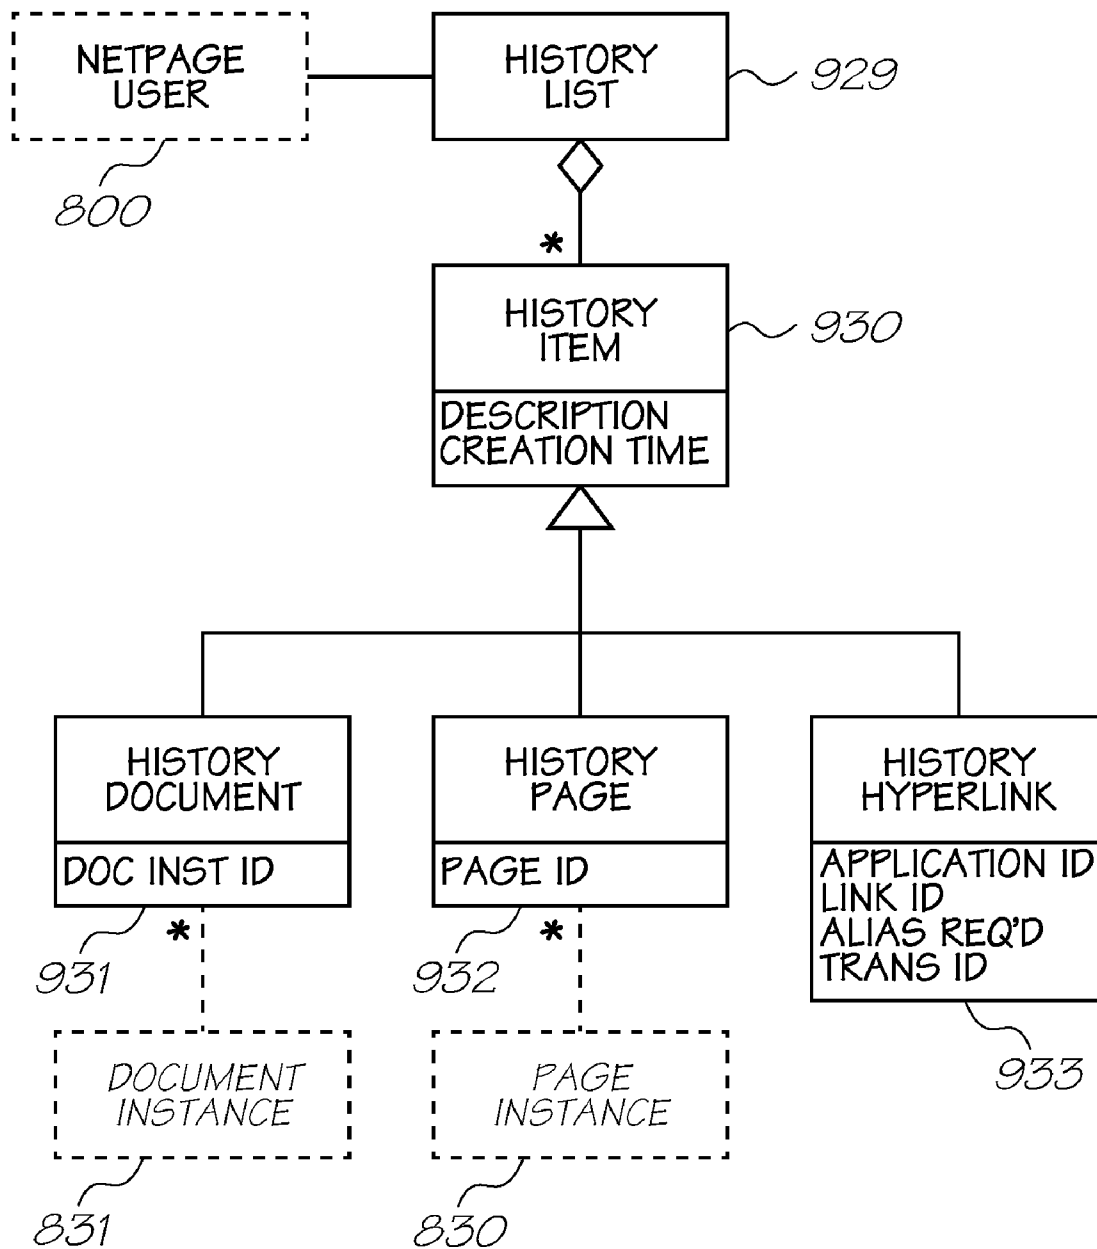 NETPAGE
USER
HISTORY
LIST
929
800
*
HISTORY
ITEM
930
DESCRIPTION
CREATION TIME
HISTORY
DOCUMENT
HISTORY
PAGE
HISTORY
HYPERLINK
DOC INST ID
PAGE ID
APPLICATION ID
LINK ID
ALIAS REQ'D
TRANS ID
*
*
931
932
933
DOCUMENT
INSTANCE
PAGE
INSTANCE
831
830